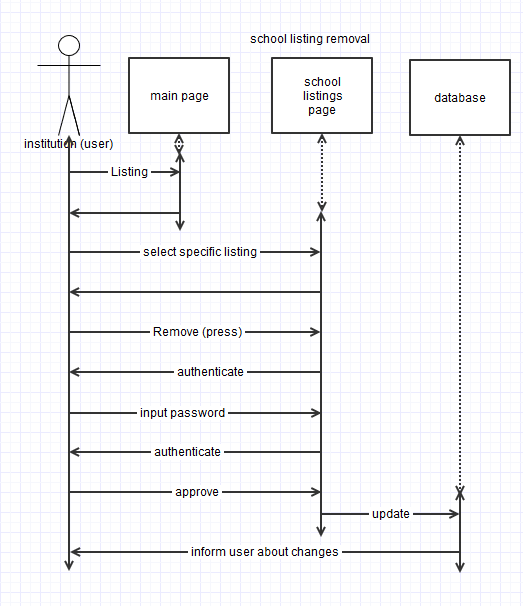 school listing removal
main page
school
listings
page
database
institution (user)
Listing
select specific listing
Remove (press)
authenticate
input password
authenticate
approve
update
inform user about changes